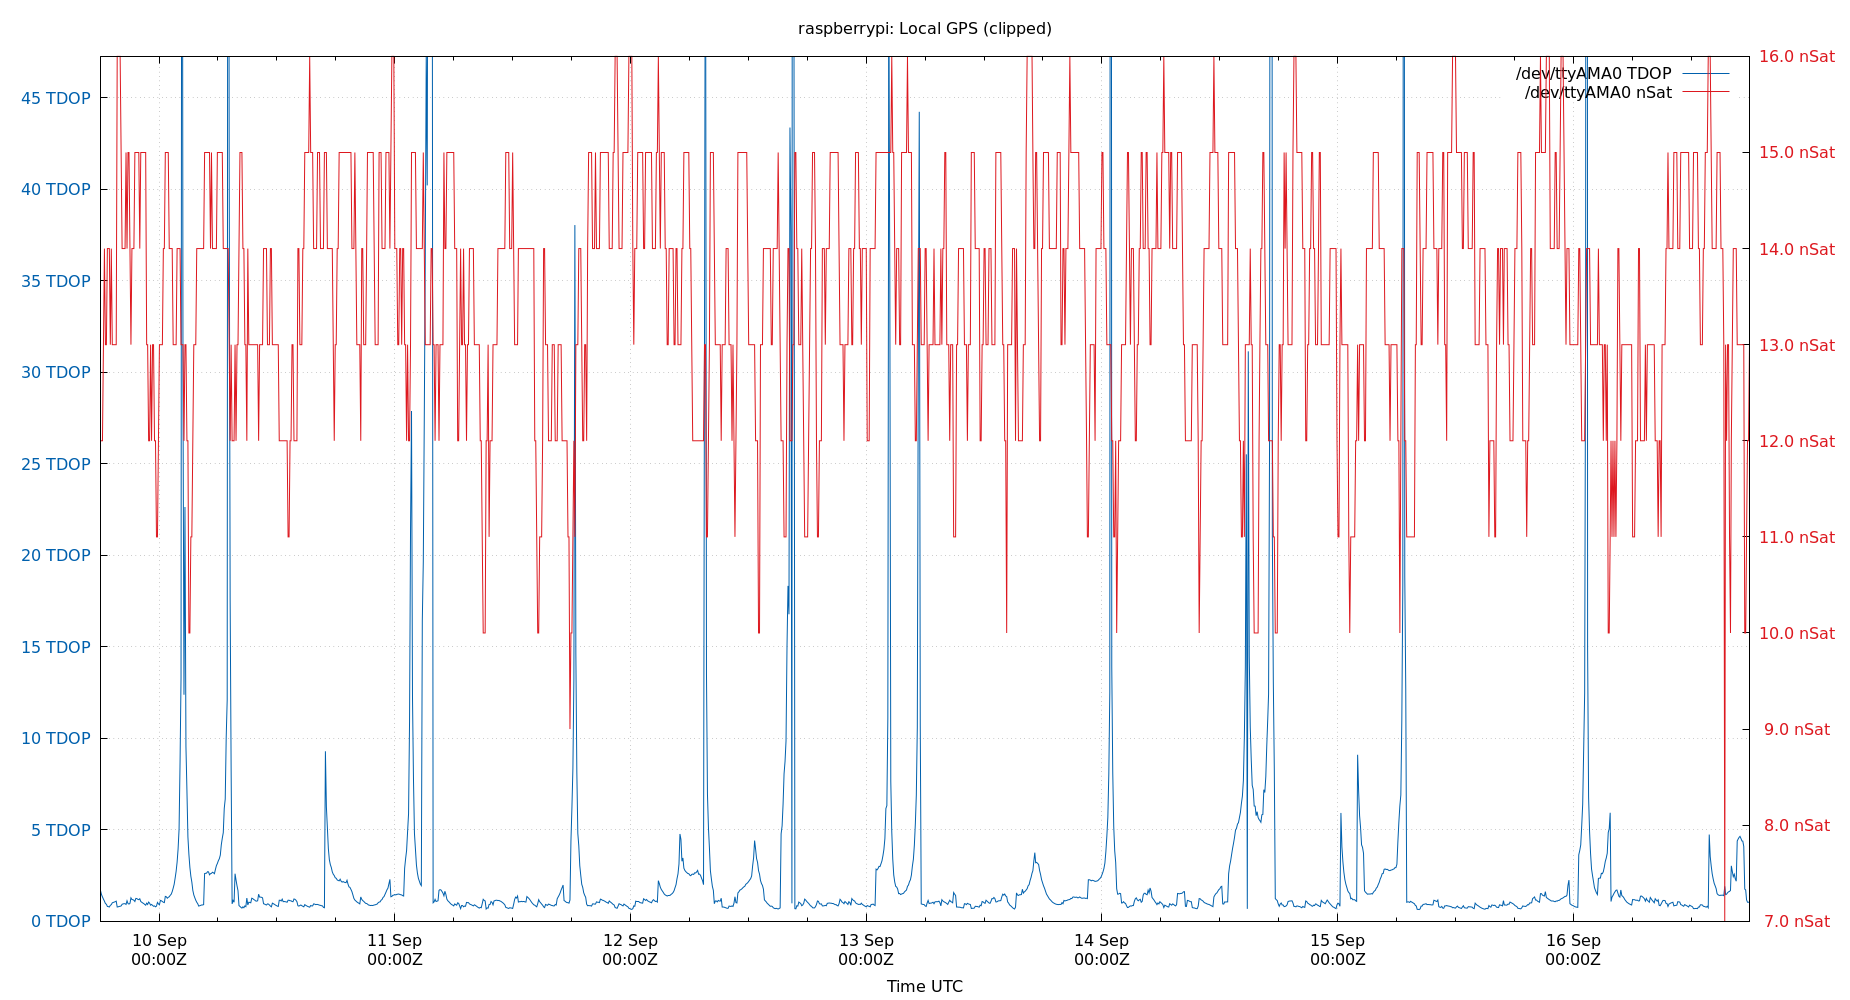 raspberrypi: Local GPS (clipped)
/dev/ttyAMA0 TDOP
/dev/ttyAMA0 nSat
45 TDOP
40 TDOP
35 TDOP
30 TDOP
25 TDOP
20 TDOP
15 TDOP
10 TDOP
5 TDOP
0 TDOP
16.0 nSat
15.0 nSat
14.0 nSat
13.0 nSat
12.0 nSat
11.0 nSat
10.0 nSat
9.0 nSat
8.0 nSat
7.0 nSat
10 Sep 11 Sep 12 Sep 13 Sep 14 Sep 15 Sep 16 Sep
00:00Z 00:00Z 00:00Z 00:00Z 00:00Z 00:00Z 00:00Z
Time UTC